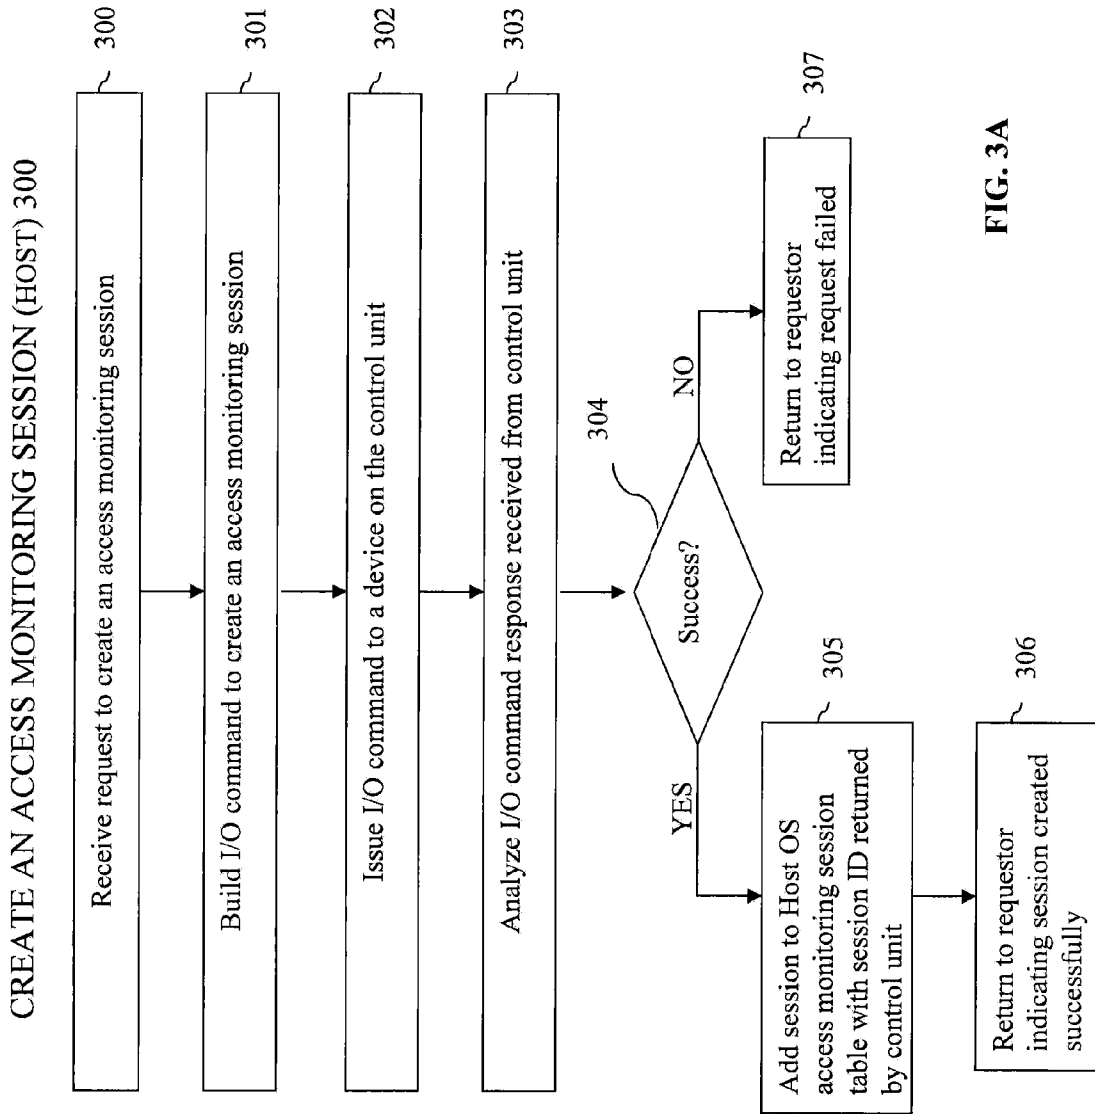 CREATE AN ACCESS MONITORING SESSION (HOST) 300
300
Receive request to create an access monitoring session
301
Build I/O command to create an access monitoring session
302
Issue I/O command to a device on the control unit
303
Analyze I/O command response received from control unit
304
Success?
YES
NO
305
Add session to Host OS
access monitoring session
table with session ID returned
by control unit
307
Return to requestor
indicating request failed
306
Return to requestor
indicating session created
successfully
FIG. 3A